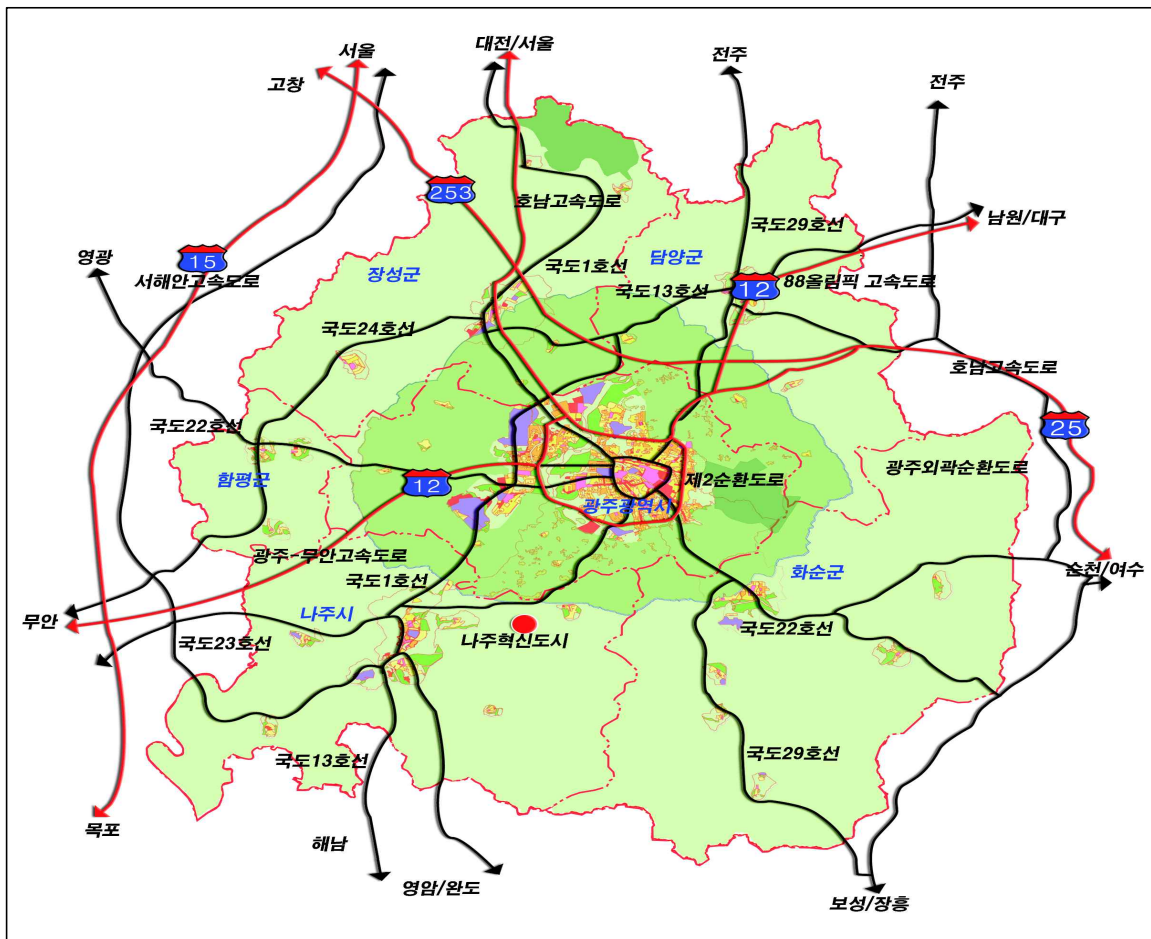 대전/서울
서울
전주
고창
전주
253
호남고속도로
국도29호선
남원/대구
영광
15
장성군
담양군
서해안고속도로
국도1호선
국도13호선
12
88올림픽 고속도로
국도24호선
호남고속도로
국도22호선
25
함평군
12
제2순환도로
광주외곽순환도로
광주광역시
광주-무안고속도로
국도1호선
화순군
순천/여수
무안
나주시
국도23호선
나주혁신도시
국도22호선
국도13호선
국도29호선
목포
해남
영암/완도
보성/장흥